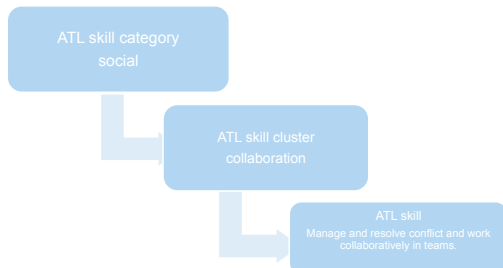 ATL skill category
social
ATL skill cluster
collaboration
ATL skill
Manage and resolve conflict and work
collaboratively in teams.